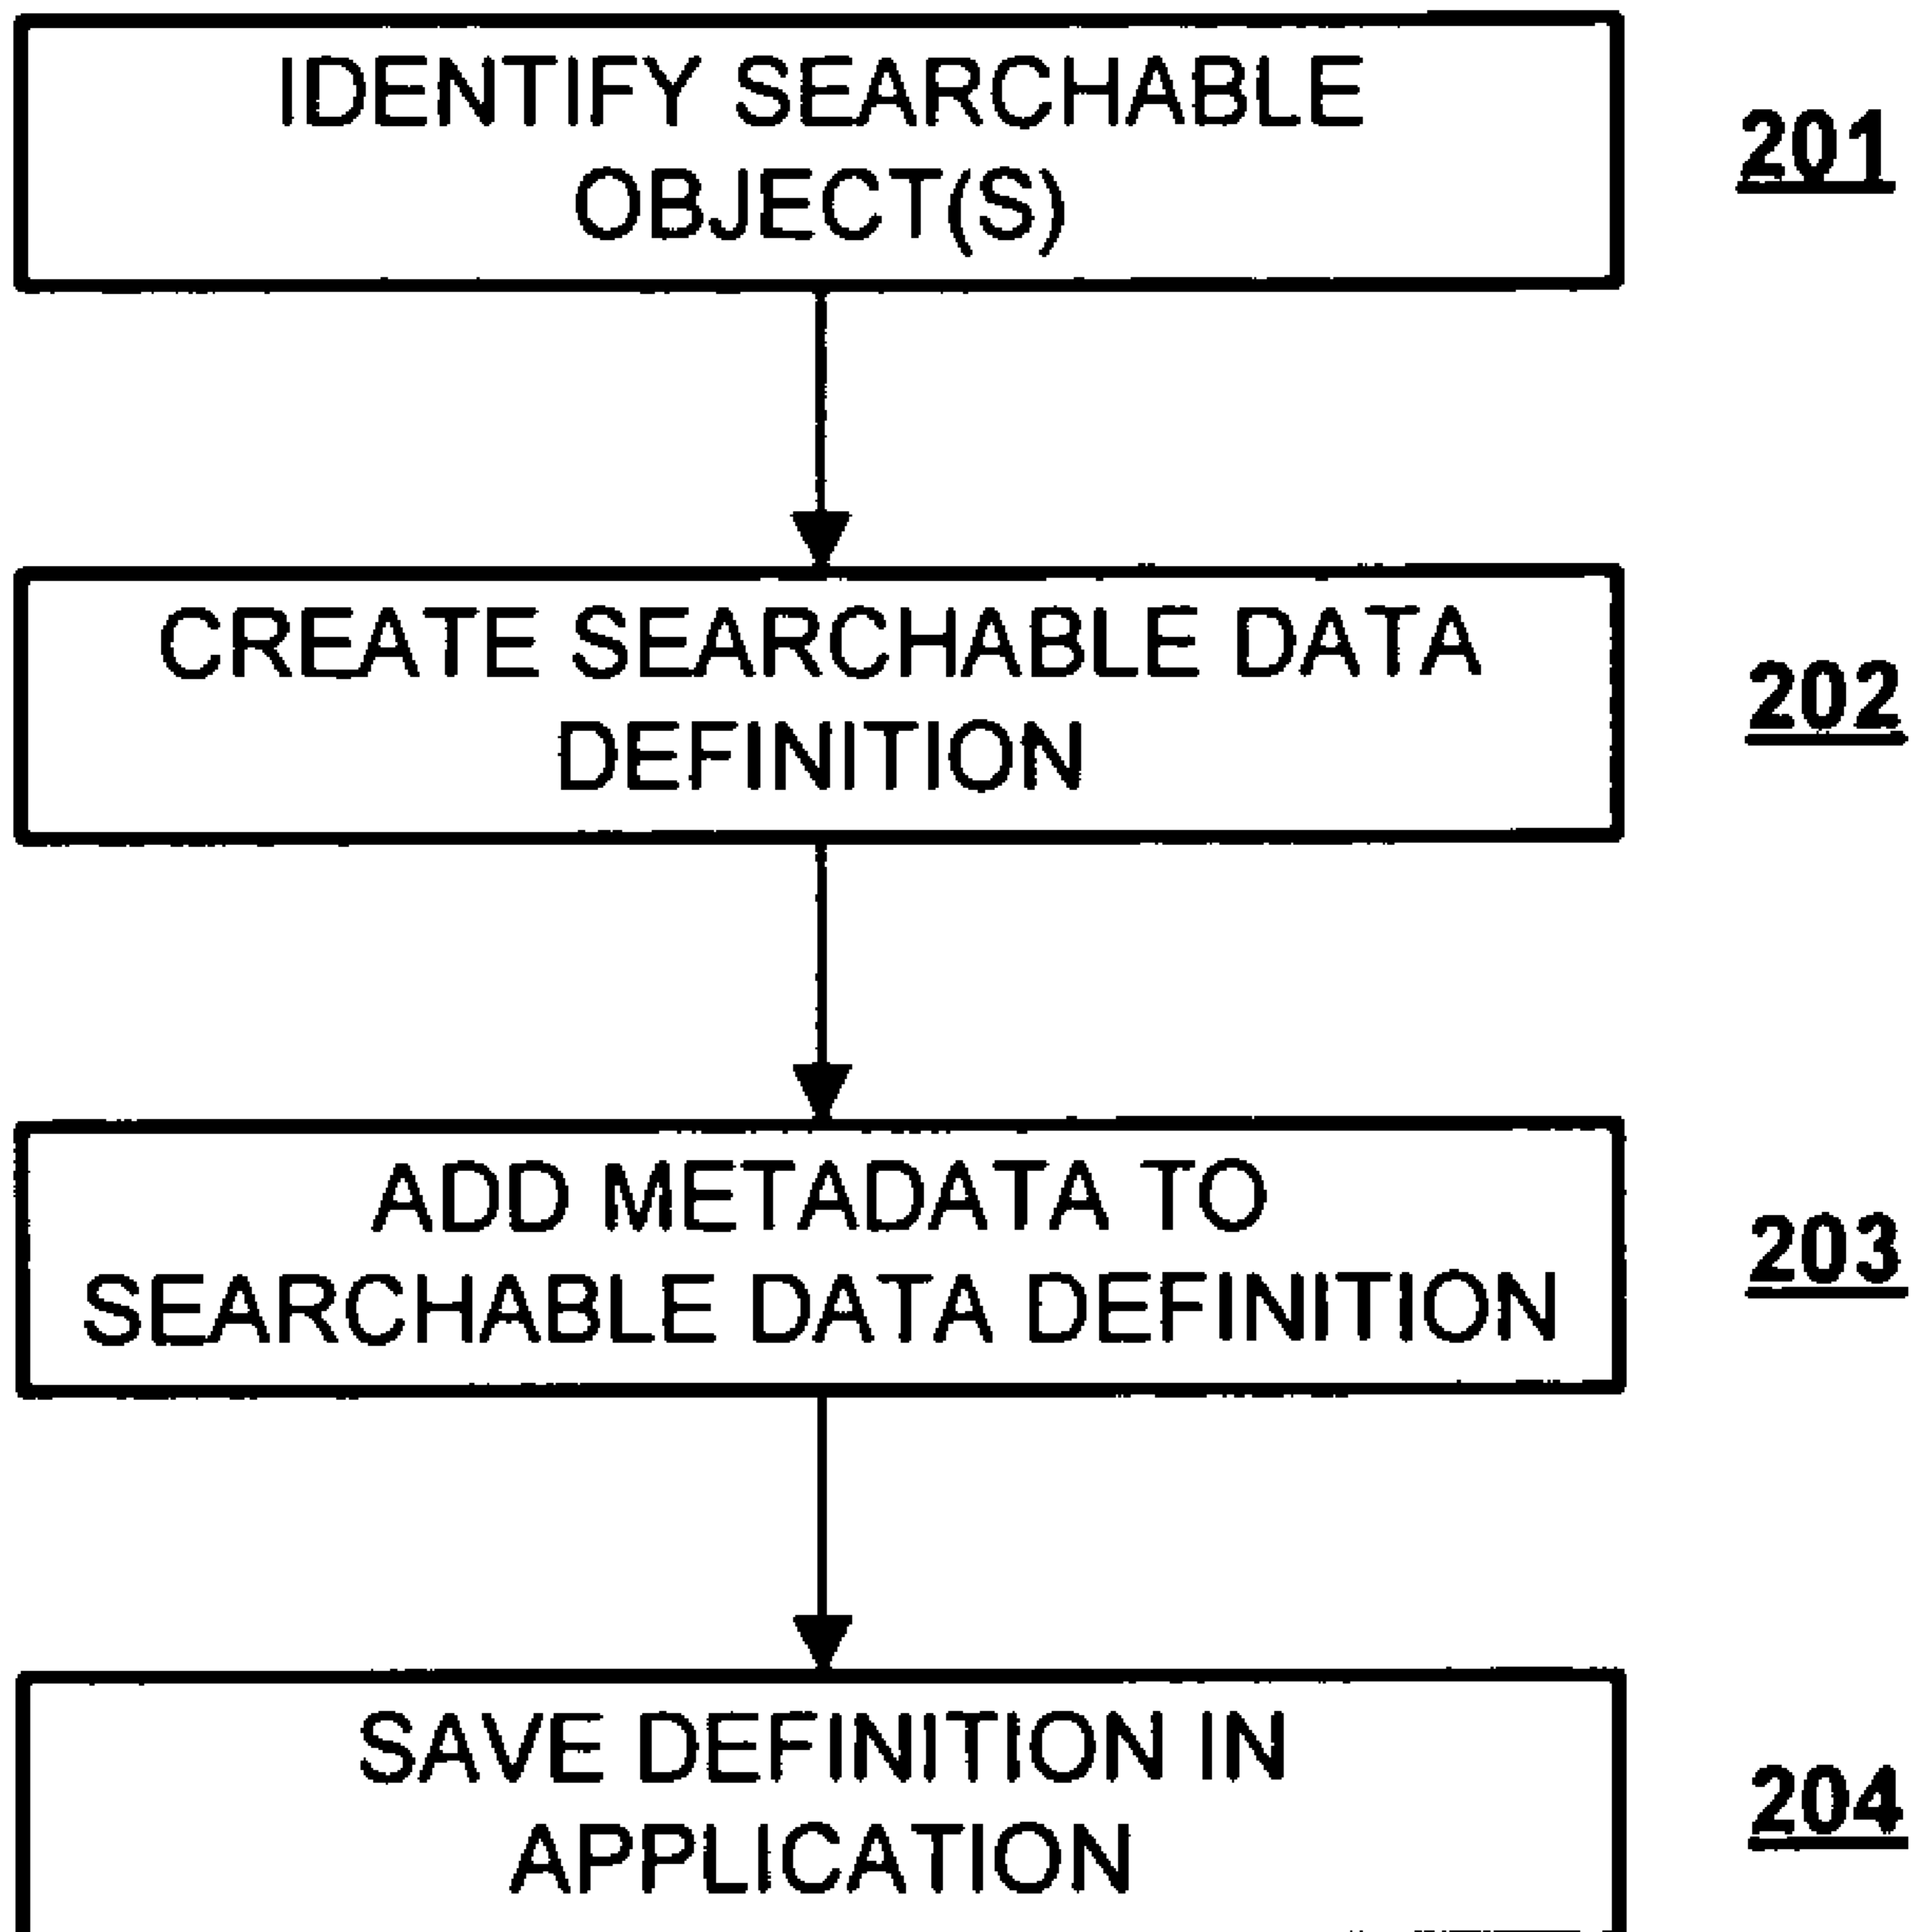 IDENTIFY SEARCHABLE
OBJECT(S)
201
CREATE SEARCHABLE DATA
DEFINITION
202
ADD METADATA TO
SEARCHABLE DATA DEFINITION
203
SAVE DEFINITION IN
APPLICATION
204